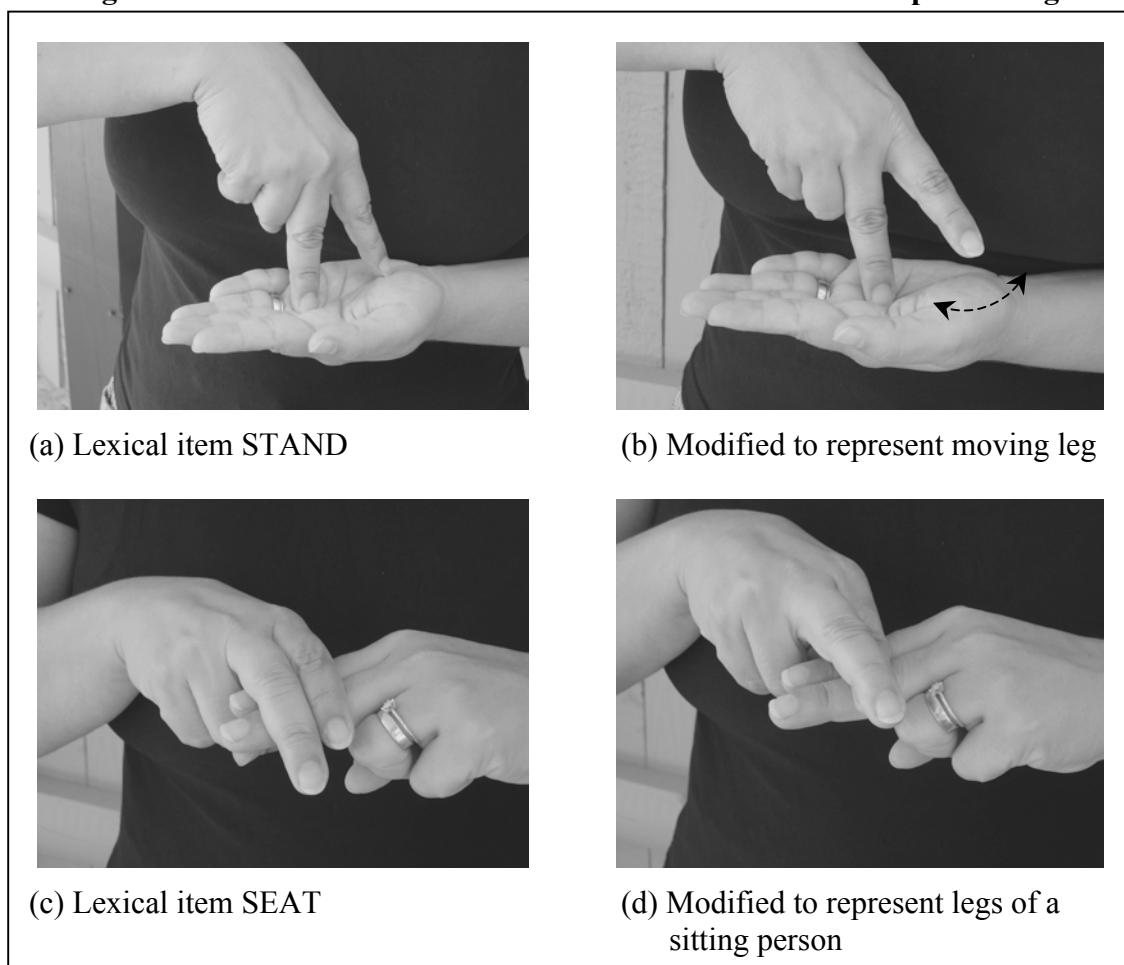 (a) Lexical item STAND
(b) Modified to represent moving leg
(c) Lexical item SEAT
(d) Modified to represent legs of a
sitting person